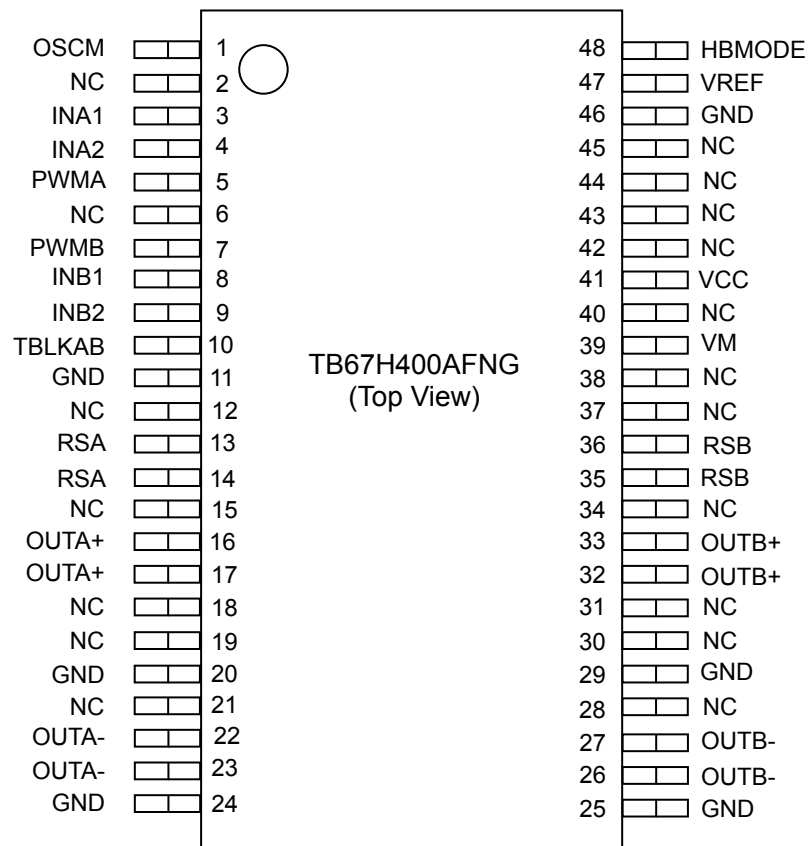 OSCM 1 48 HBMODE
NC 2 47 VREF
INA1 3 46 GND
INA2 4 45 NC
PWMA 5 44 NC
NC 6 43 NC
PWMB 7 42 NC
INB1 8 41 VCC
INB2 9 40 NC
TBLKAB 10 39 VM
GND 11 38 NC
TB67H400AFNG
(Top View)
NC 12 37 NC
RSA 13 36 RSB
RSA 14 35 RSB
NC 15 34 NC
OUTA+ 16 33 OUTB+
OUTA+ 17 32 OUTB+
NC 18 31 NC
NC 19 30 NC
GND 20 29 GND
NC 21 28 NC
OUTA- 22 27 OUTB-
OUTA- 23 26 OUTB-
GND 24 25 GND